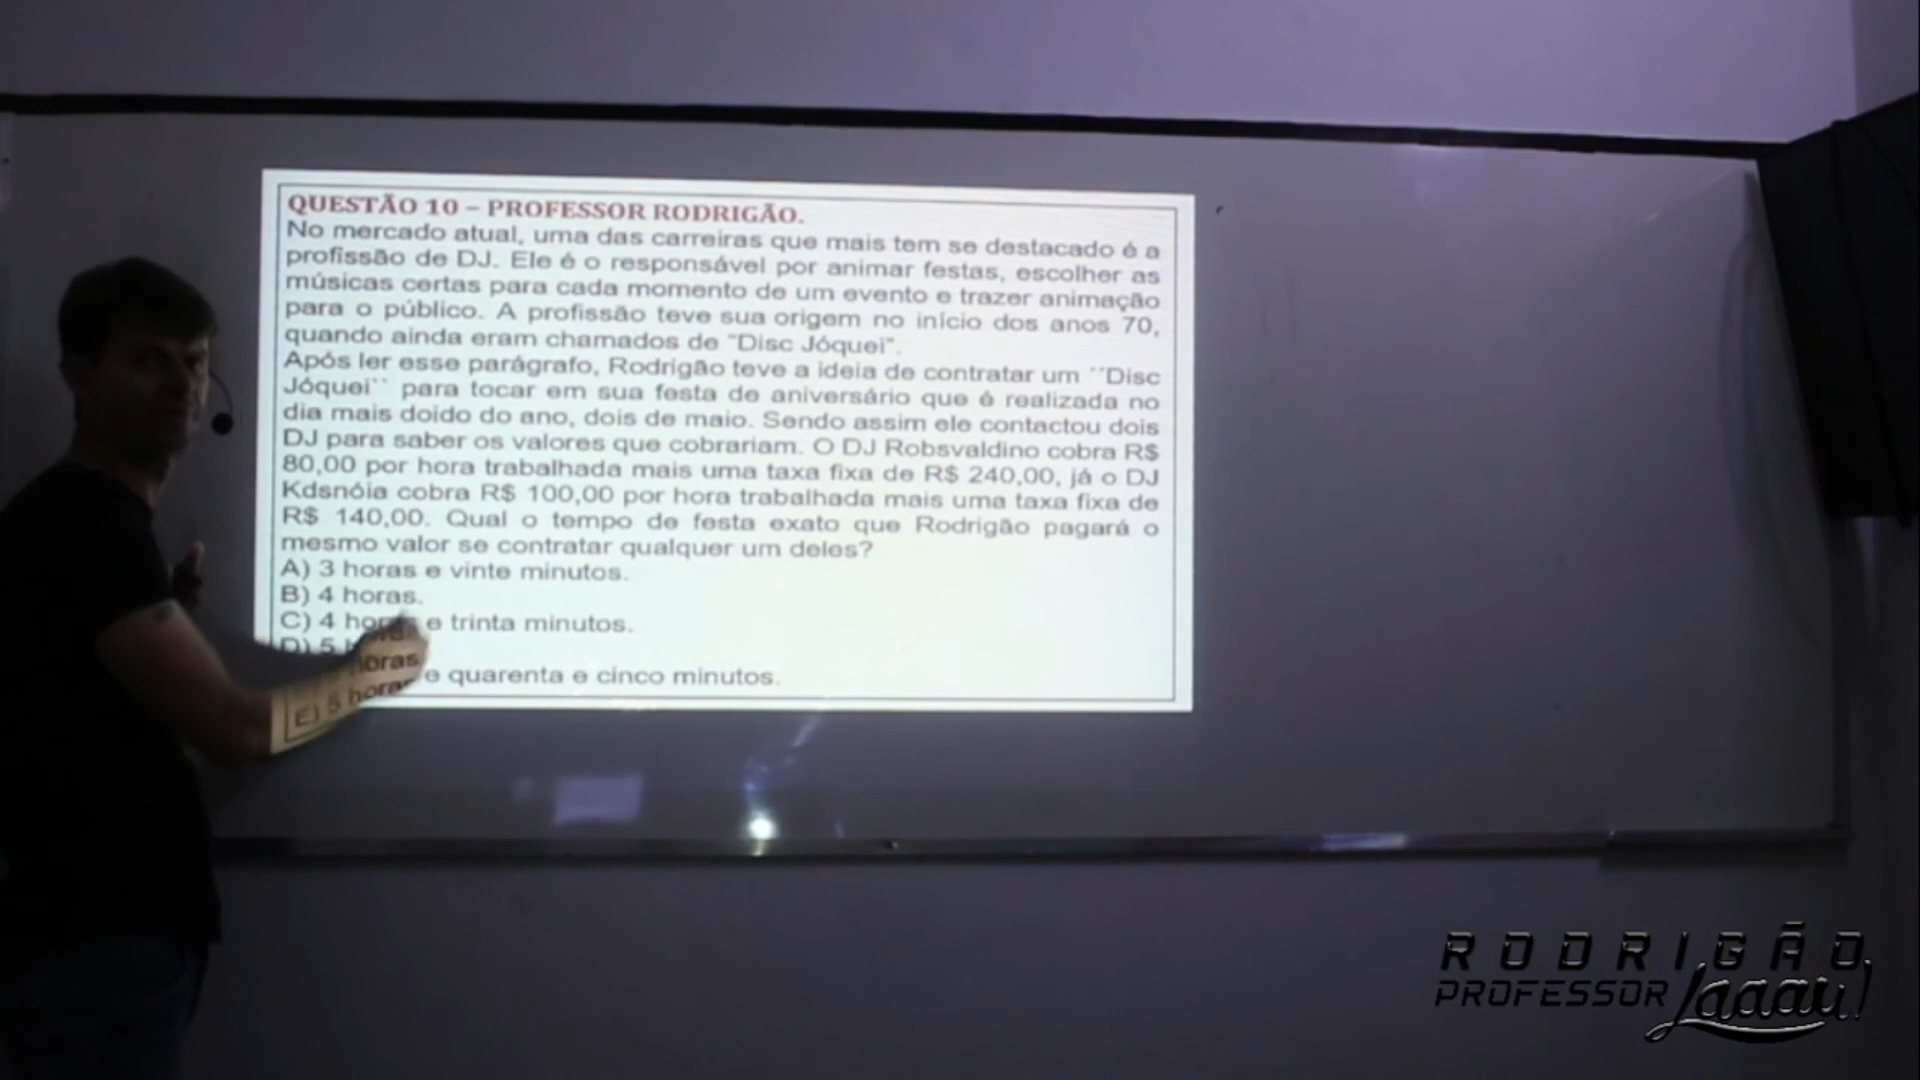 QUESTÃO 10 – PROFESSOR RODRIGÃO.
No mercado atual, uma das carreiras que mais tem se destacado é a
profissão de DJ. Ele é o responsável por animar festas, escolher as
músicas certas para cada momento de um evento e trazer animação
para o público. A profissão teve sua origem no início dos anos 70,
quando ainda eram chamados de "Disc Jóquei".
Após ler esse parágrafo, Rodrigão teve a ideia de contratar um ´´Disc
Jóquei`` para tocar em sua festa de aniversário que é realizada no
dia mais doido do ano, dois de maio. Sendo assim ele contactou dois
DJ para saber os valores que cobrariam. O DJ Robsvaldino cobra R$
80,00 por hora trabalhada mais uma taxa fixa de R$ 240,00, já o DJ
Kdsnóia cobra R$ 100,00 por hora trabalhada mais uma taxa fixa de
R$ 140,00. Qual o tempo de festa exato que Rodrigão pagará o
mesmo valor se contratar qualquer um deles?
A) 3 horas e vinte minutos.
B) 4 horas.
C) 4 horas e trinta minutos.
D) 5 horas.
E) 5 horas e quarenta e cinco minutos.
RODRIGÃO
PROFESSOR Laaau!